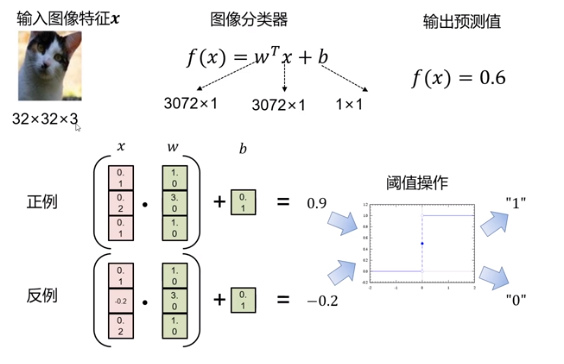 输入图像特征x
图像分类器
输出预测值
f(x) = wᵀx + b
f(x) = 0.6
3072×1
3072×1
1×1
32×32×3
x
w
b
正例
0.1
0.2
0.1
·
1.0
3.0
1.0
+
0.1
=
0.9
阈值操作
"1"
反例
0.1
-0.2
0.2
·
1.0
3.0
1.0
+
0.1
=
−0.2
"0"